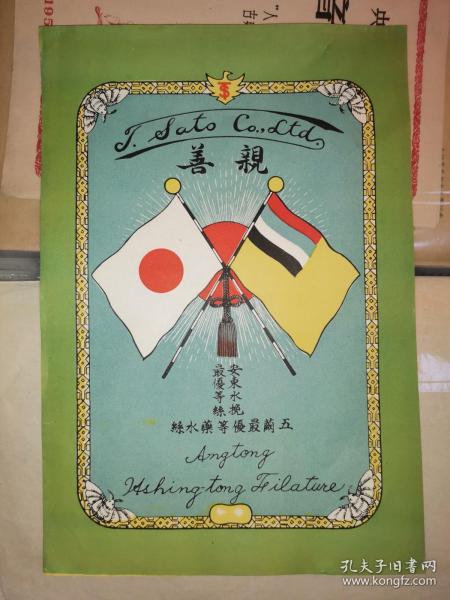 T. Sato Co., Ltd.
善親
安東水挽
最優等絲
絲水藥等優最繭五
Angtong
Hshing-tong Filature
孔夫子旧书网
www.kongfz.com